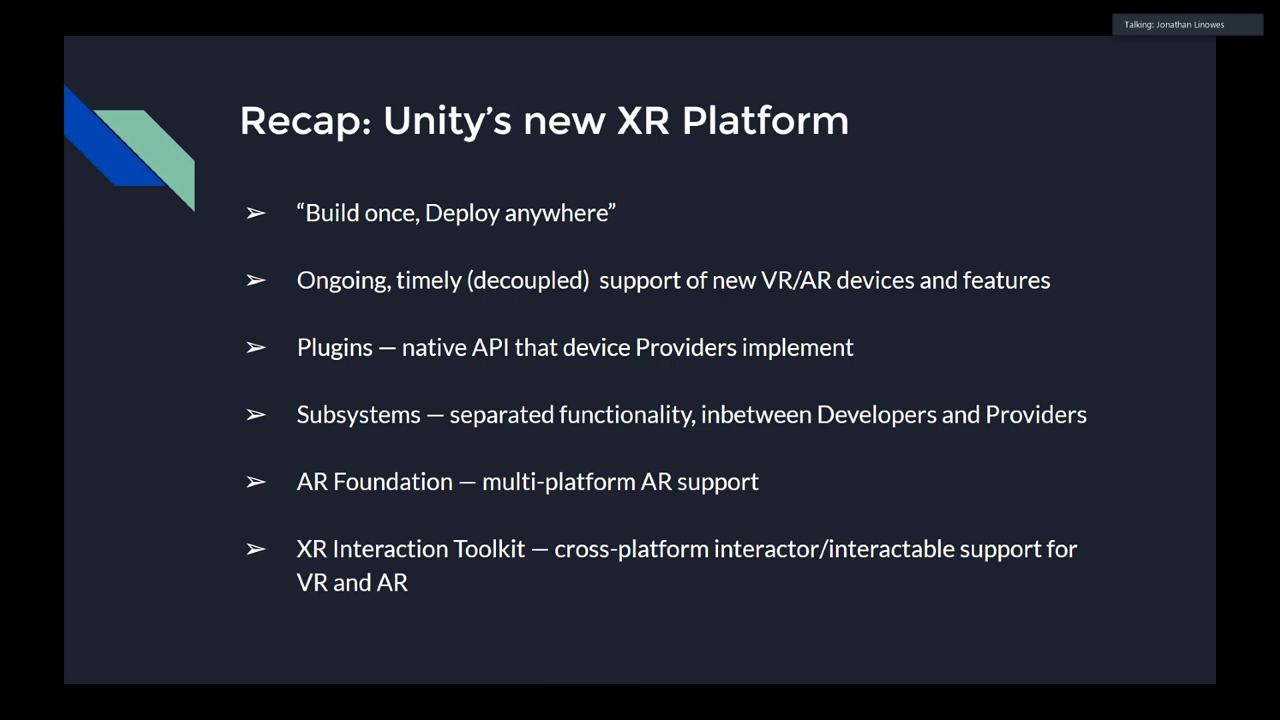 Talking: Jonathan Linowes
Recap: Unity’s new XR Platform
➢ “Build once, Deploy anywhere”
➢ Ongoing, timely (decoupled)  support of new VR/AR devices and features
➢ Plugins — native API that device Providers implement
➢ Subsystems — separated functionality, inbetween Developers and Providers
➢ AR Foundation — multi-platform AR support
➢ XR Interaction Toolkit — cross-platform interactor/interactable support for
VR and AR